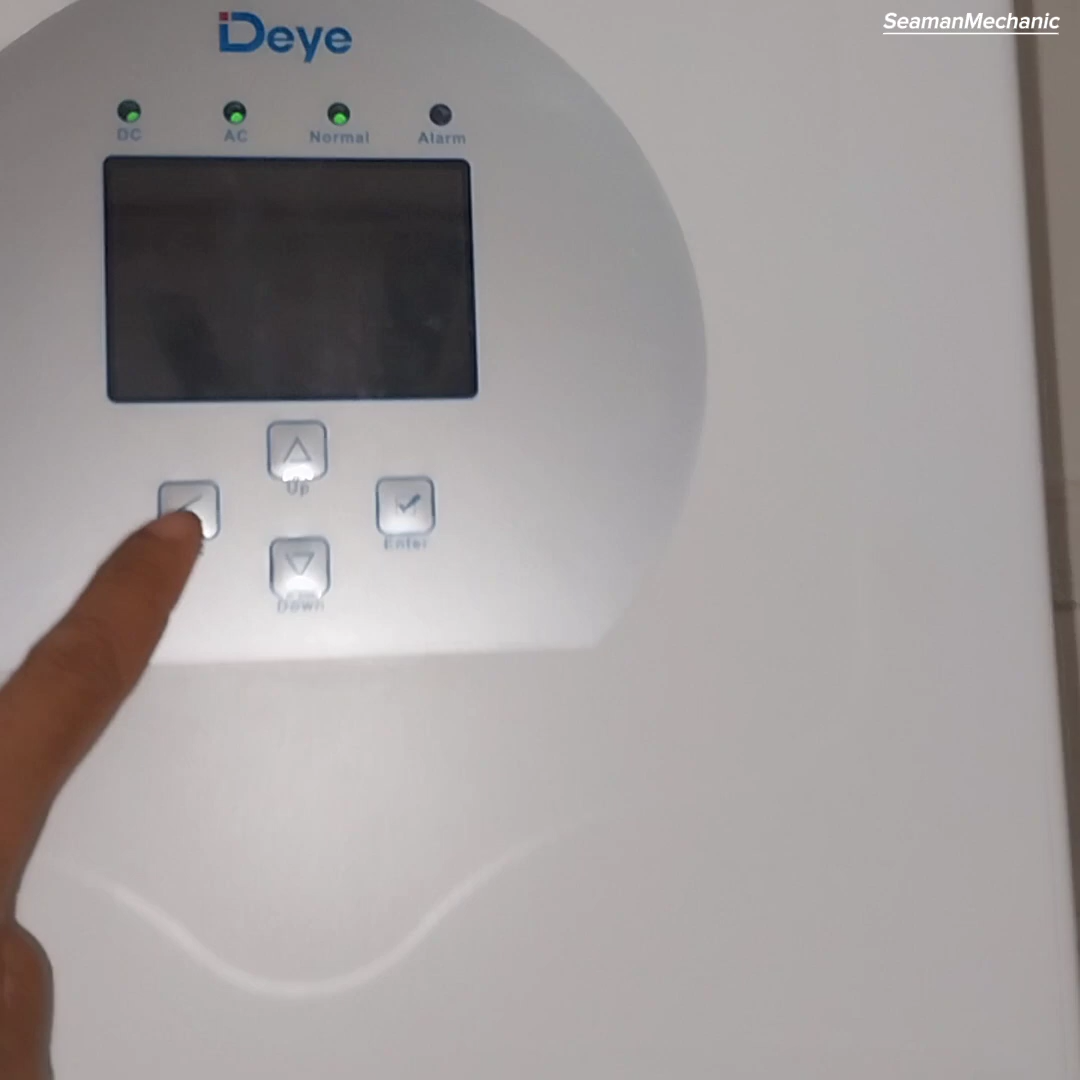 SeamanMechanic
Deye
DC AC Normal Alarm
Up
Enter
Down